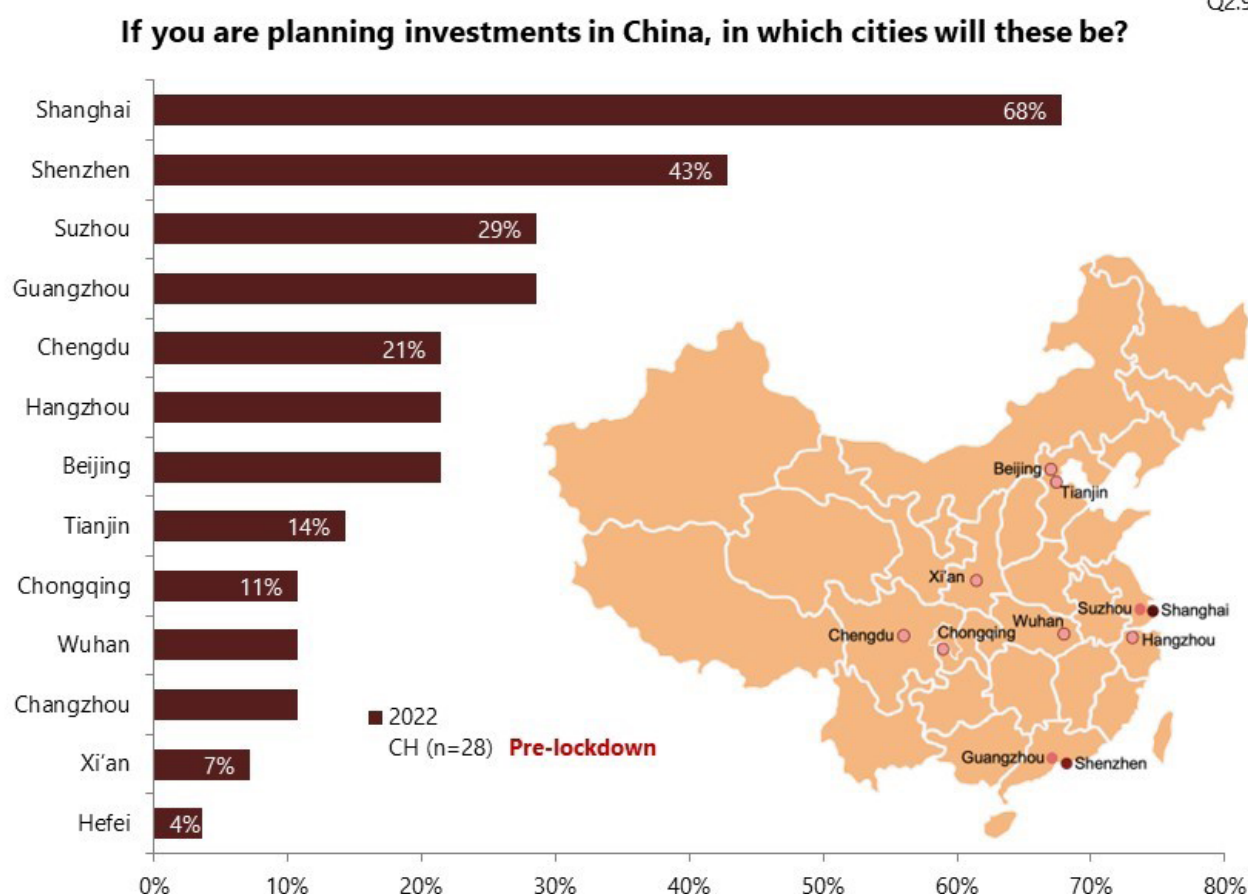 Q2.9
If you are planning investments in China, in which cities will these be?
Shanghai 68%
Shenzhen 43%
Suzhou 29%
Guangzhou
Chengdu 21%
Hangzhou
Beijing
Tianjin 14%
Chongqing 11%
Wuhan
Changzhou
Xi'an 7%
Hefei 4%
0% 10% 20% 30% 40% 50% 60% 70% 80%
2022
CH (n=28) Pre-lockdown
Beijing
Tianjin
Xi'an
Suzhou Shanghai
Wuhan
Chengdu Chongqing
Hangzhou
Guangzhou Shenzhen